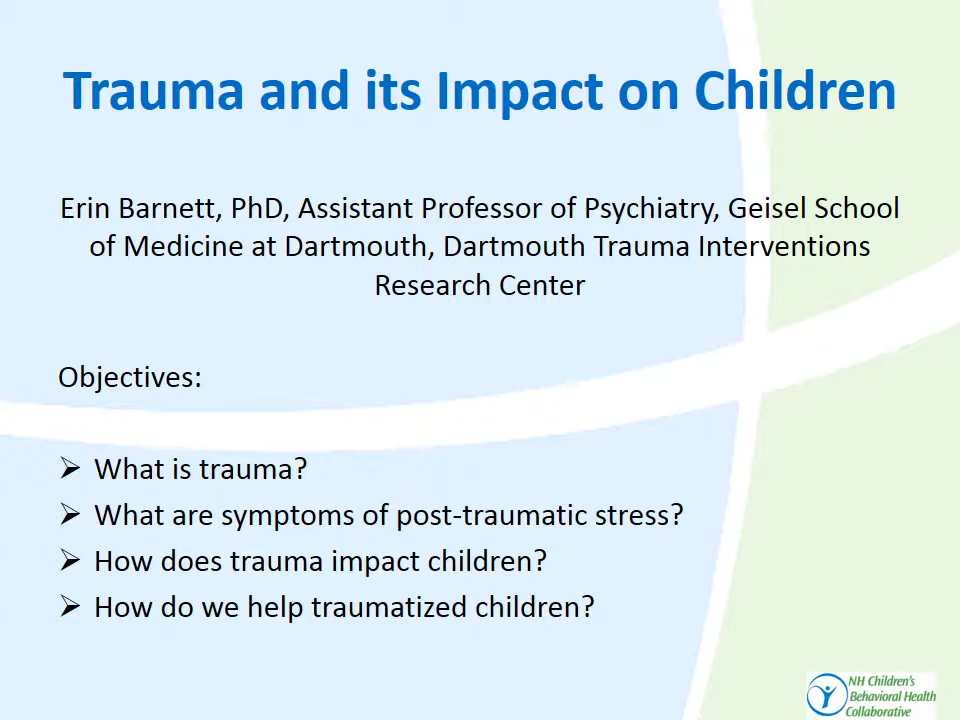 Trauma and its Impact on Children
Erin Barnett, PhD, Assistant Professor of Psychiatry, Geisel School
of Medicine at Dartmouth, Dartmouth Trauma Interventions
Research Center
Objectives:
➢ What is trauma?
➢ What are symptoms of post-traumatic stress?
➢ How does trauma impact children?
➢ How do we help traumatized children?
NH Children's
Behavioral Health
Collaborative